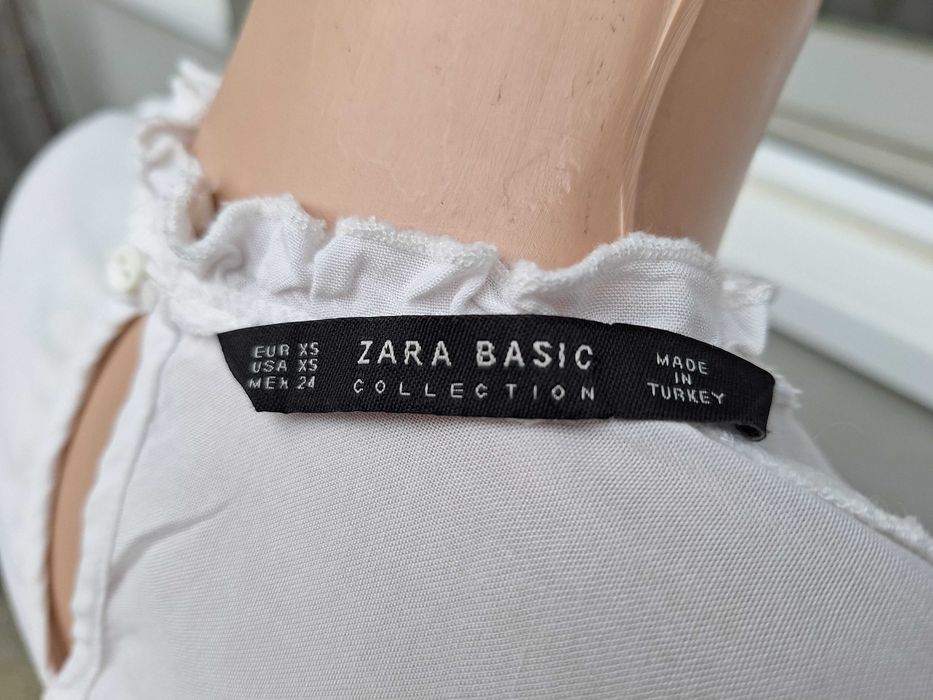 EUR XS
USA XS
MEX 24
ZARA BASIC
COLLECTION
MADE
IN
TURKEY